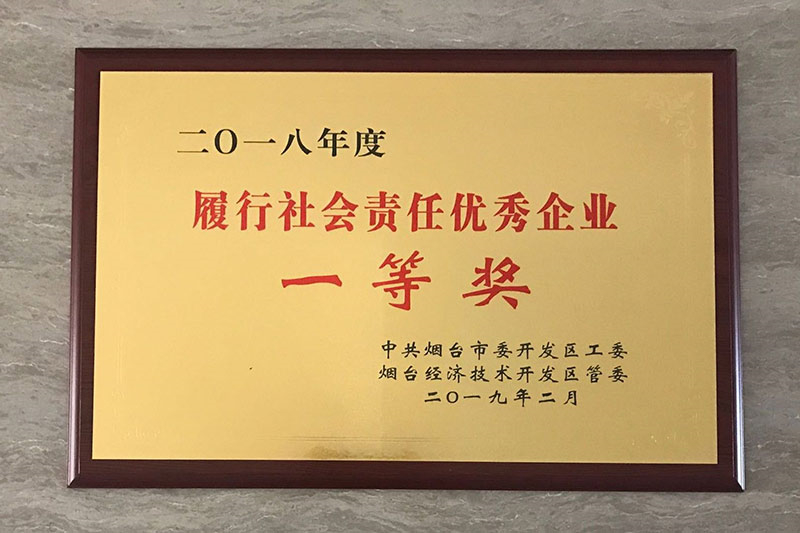 二〇一八年度
履行社会责任优秀企业
一等奖
中共烟台市委开发区工委
烟台经济技术开发区管委
二〇一九年二月